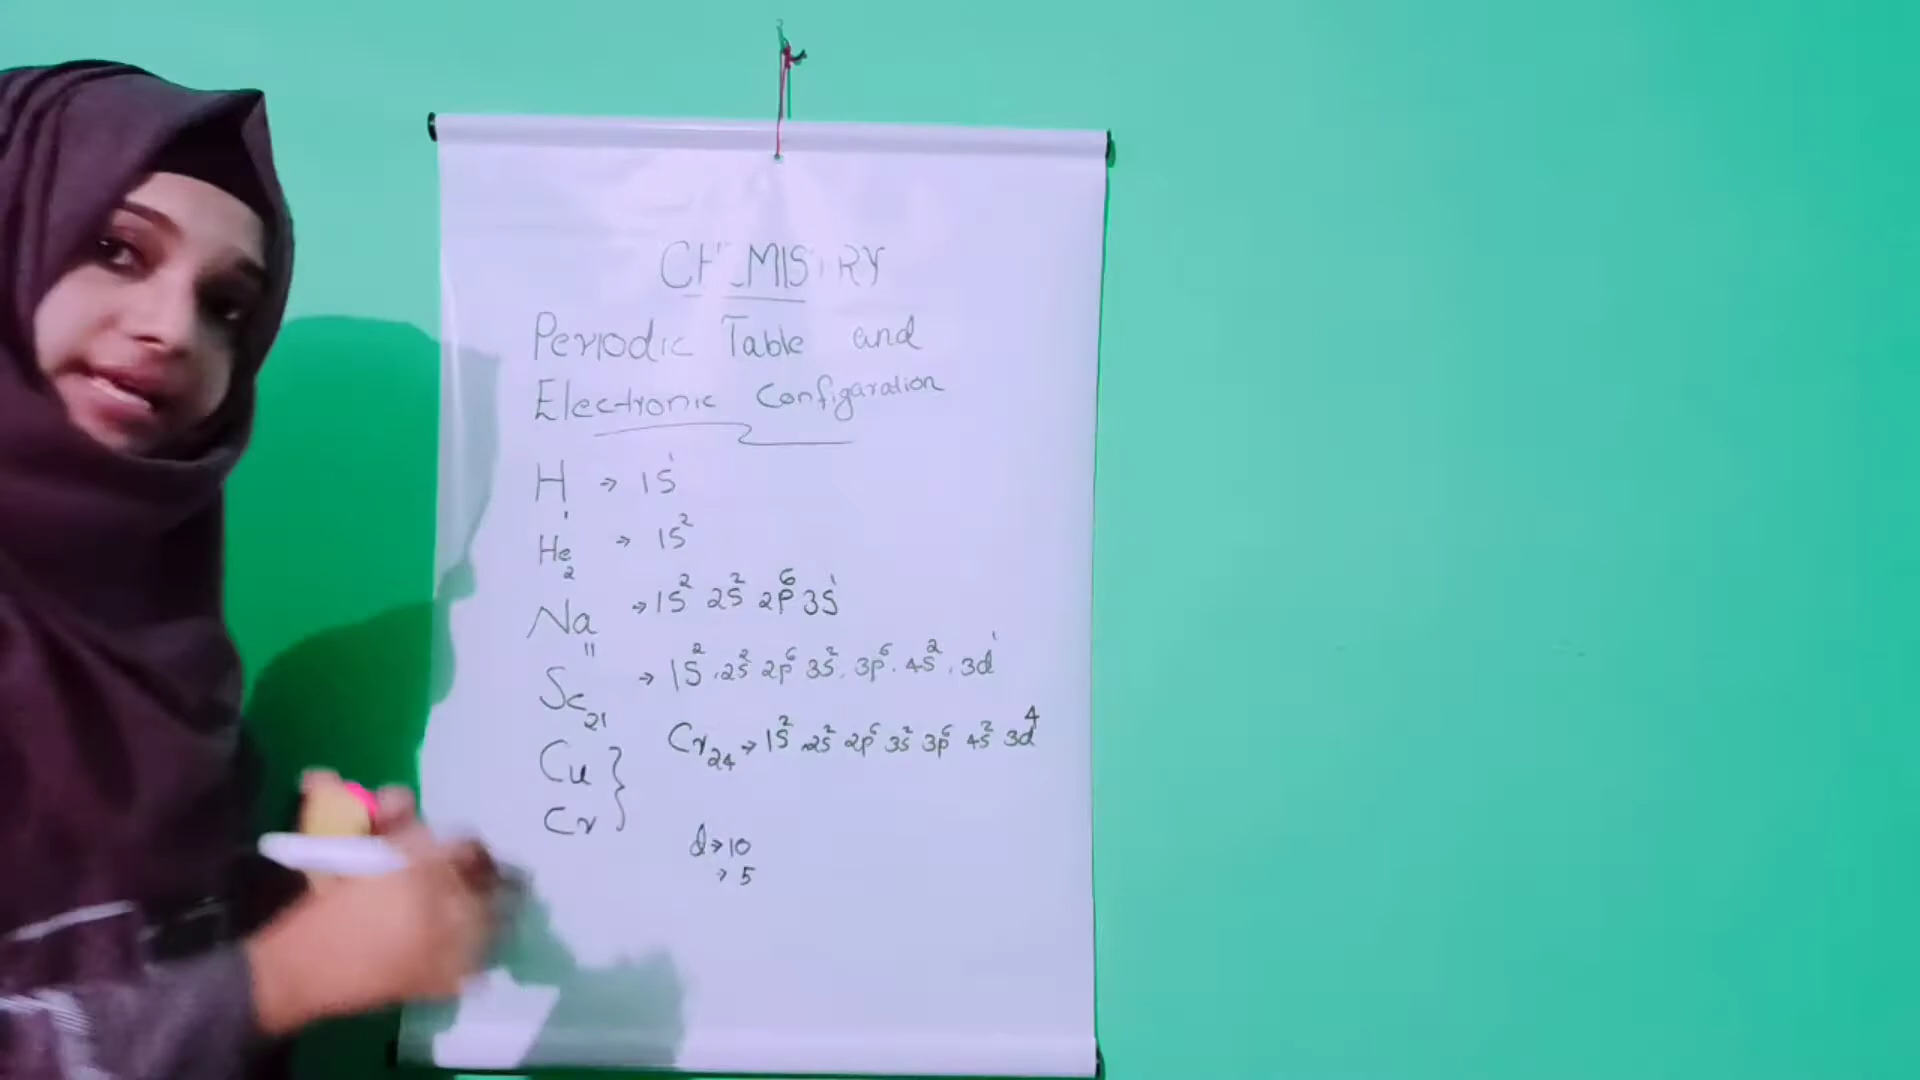 CHEMISTRY
Periodic Table and
Electronic Configaration
H → 1S¹
1
He₂ → 1S²
Na₁₁ → 1S² 2S² 2P⁶ 3S¹
Sc₂₁ → 1S² . 2S² 2P⁶ 3S² . 3P⁶ . 4S² . 3d¹
Cu
Cr
Cr₂₄ → 1S² . 2S² 2P⁶ 3S² 3P⁶ 4S² 3d⁴
d → 10
→ 5